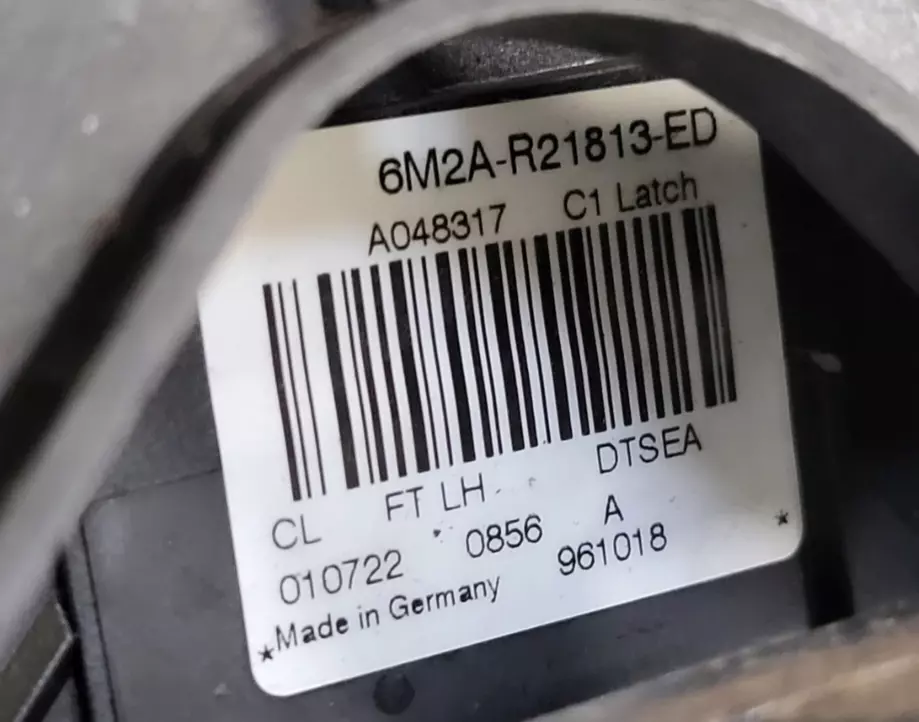 6M2A-R21813-ED
A048317 C1 Latch
CL FT LH DTSEA
010722 0856 A
*Made in Germany 961018 *